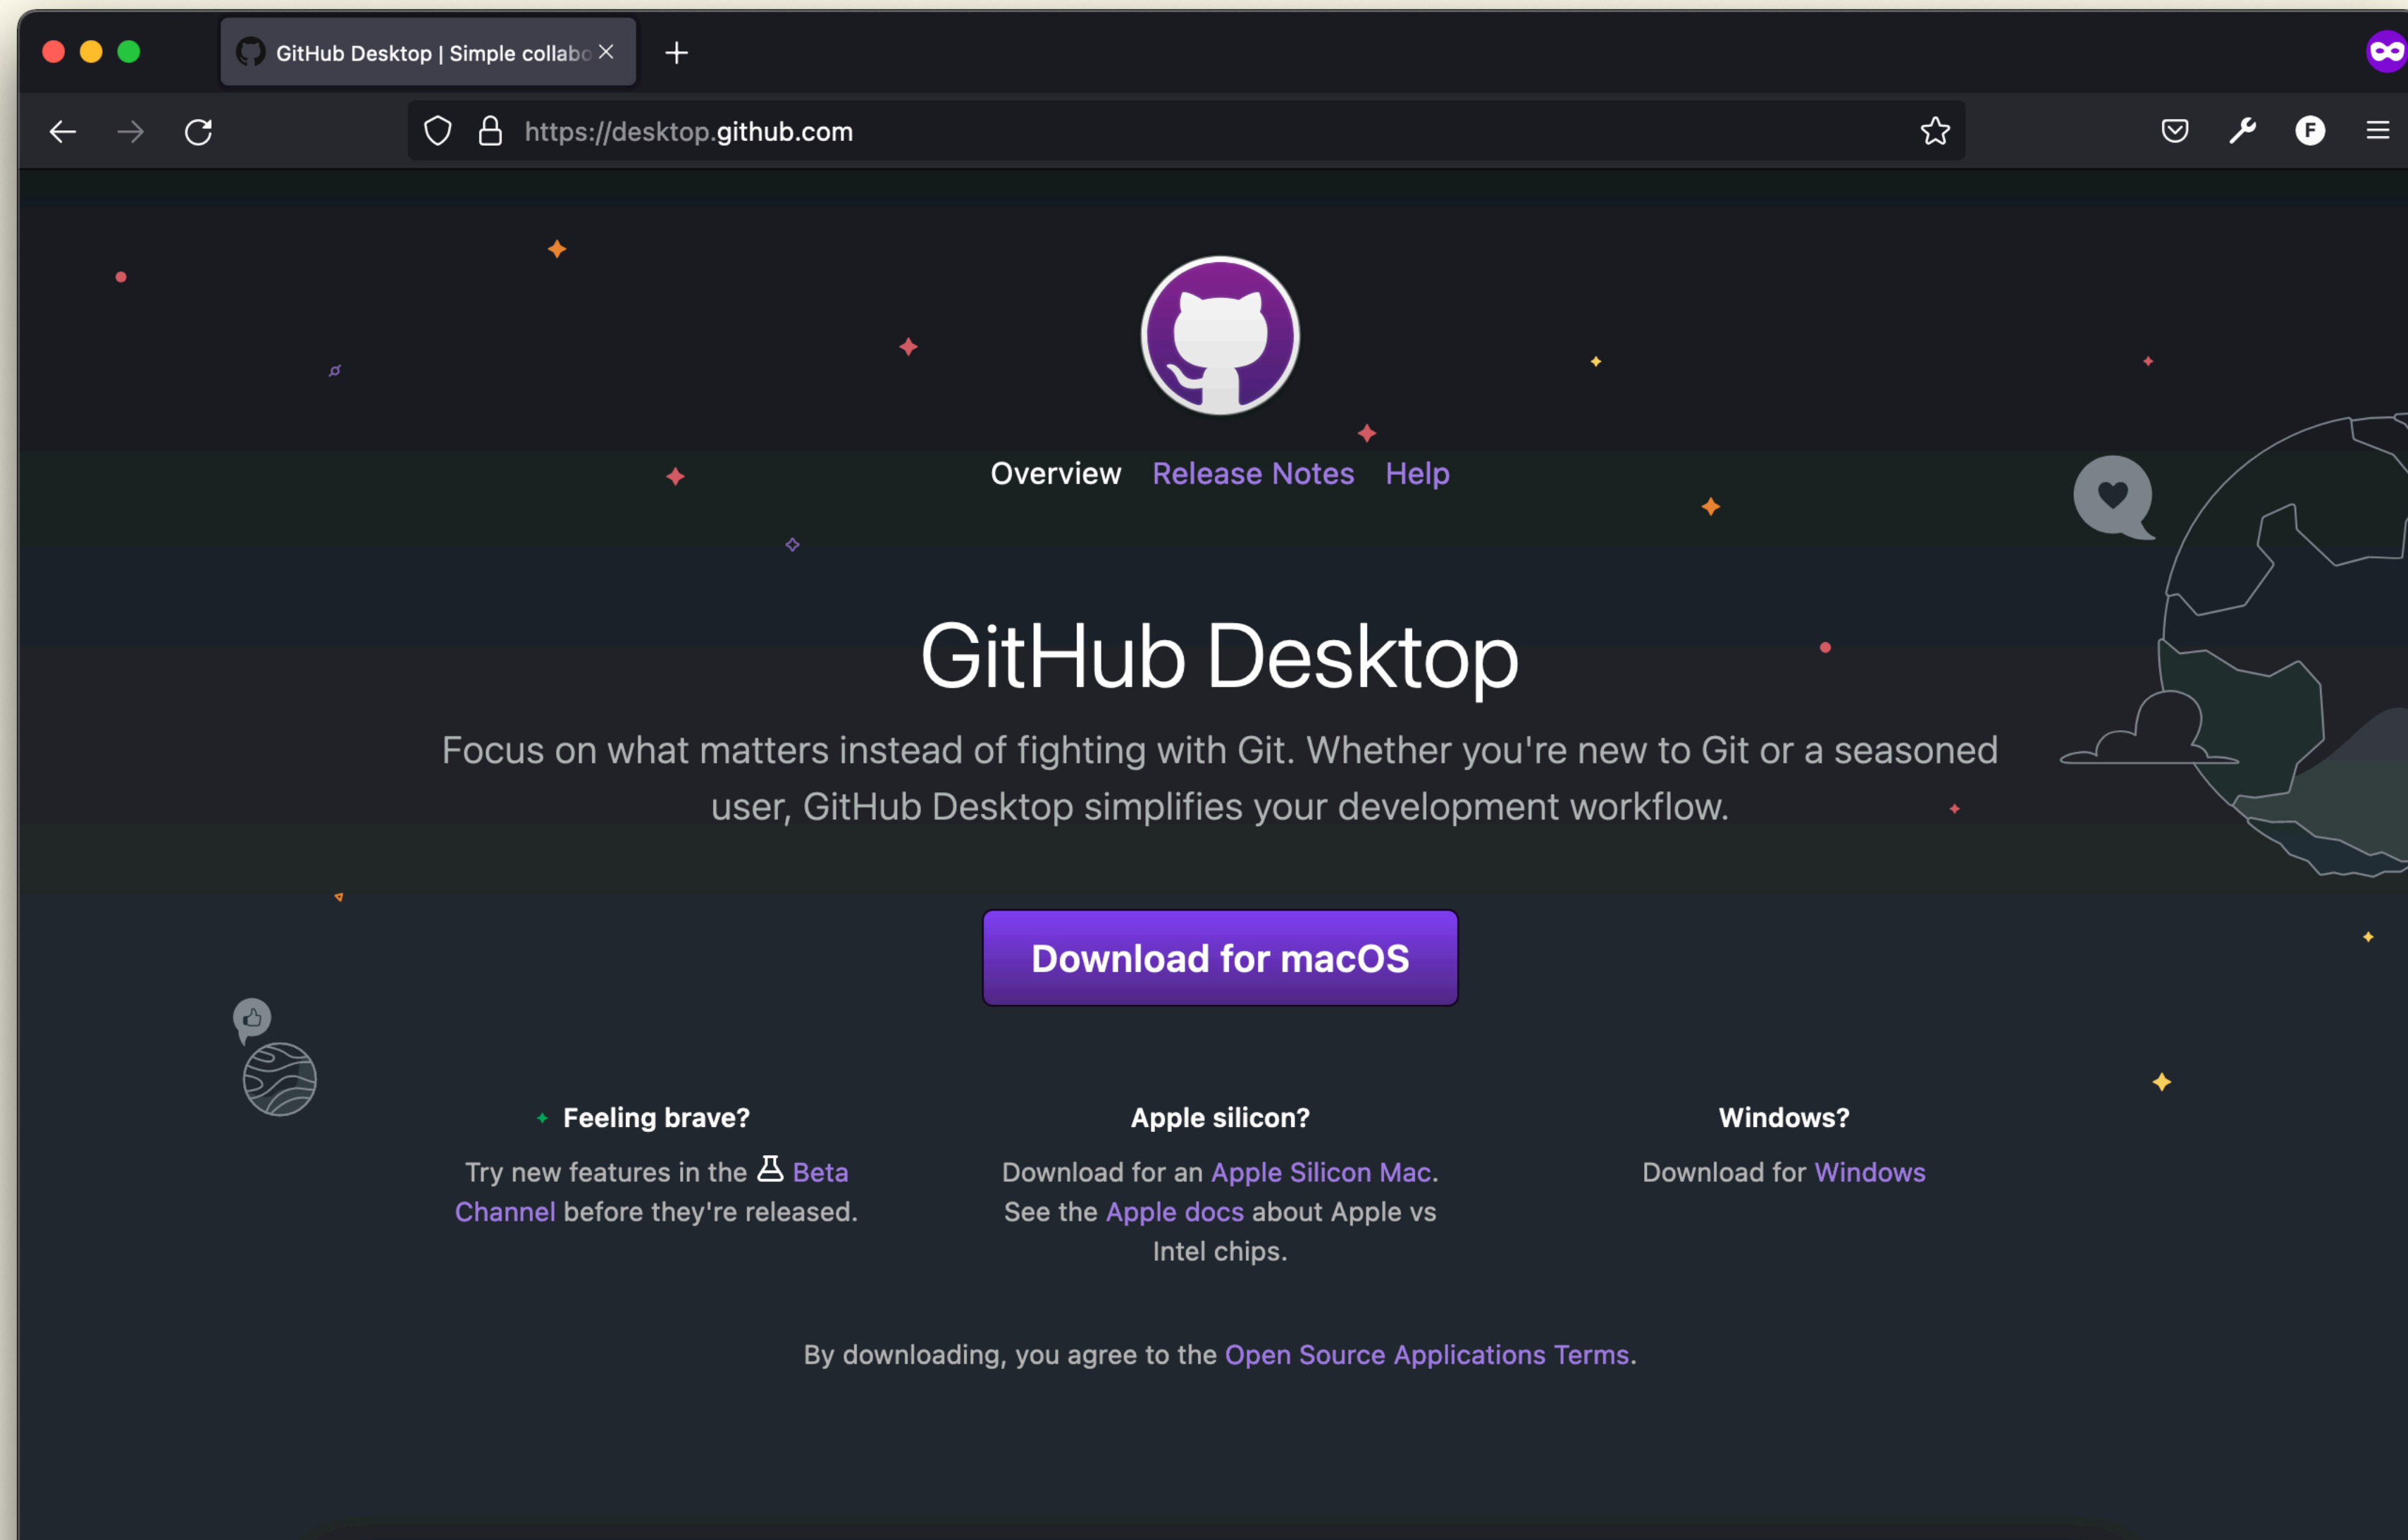 GitHub Desktop | Simple collabo
https://desktop.github.com
F
Overview Release Notes Help
GitHub Desktop
Focus on what matters instead of fighting with Git. Whether you're new to Git or a seasoned
user, GitHub Desktop simplifies your development workflow.
Download for macOS
Feeling brave?
Try new features in the Beta
Channel before they're released.
Apple silicon?
Download for an Apple Silicon Mac.
See the Apple docs about Apple vs
Intel chips.
Windows?
Download for Windows
By downloading, you agree to the Open Source Applications Terms.